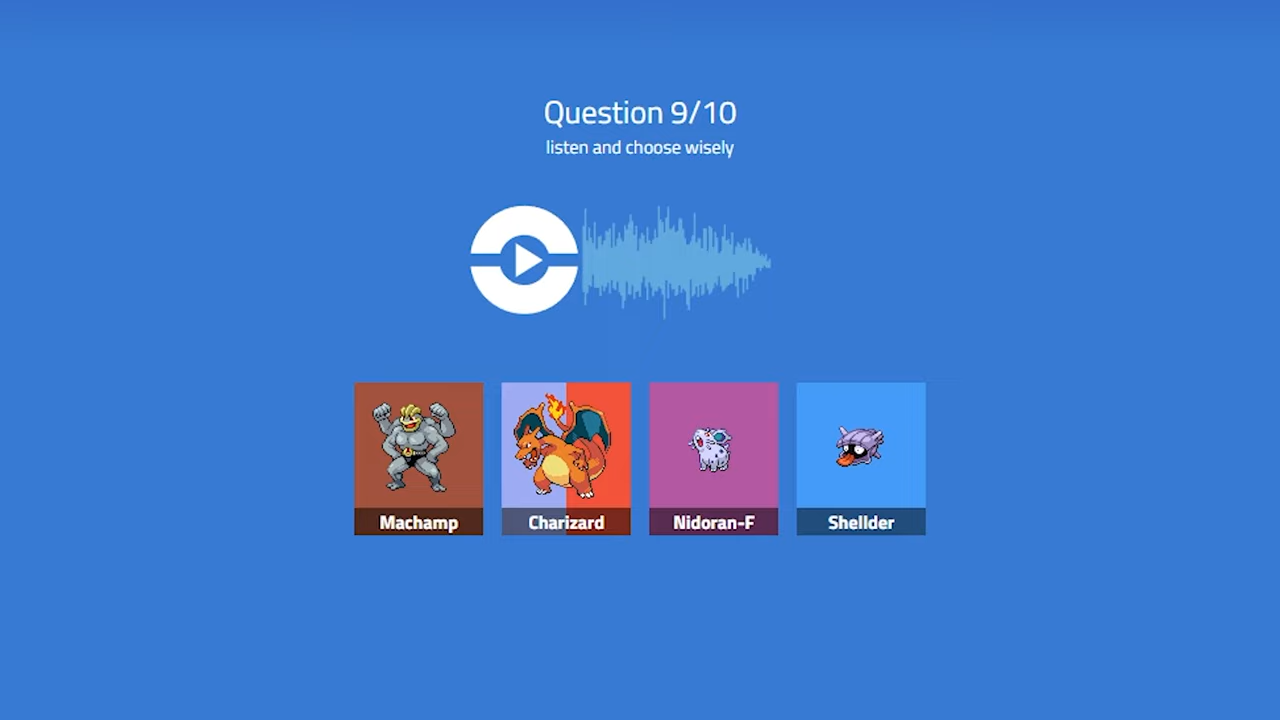 Question 9/10
listen and choose wisely
Machamp
Charizard
Nidoran-F
Shellder